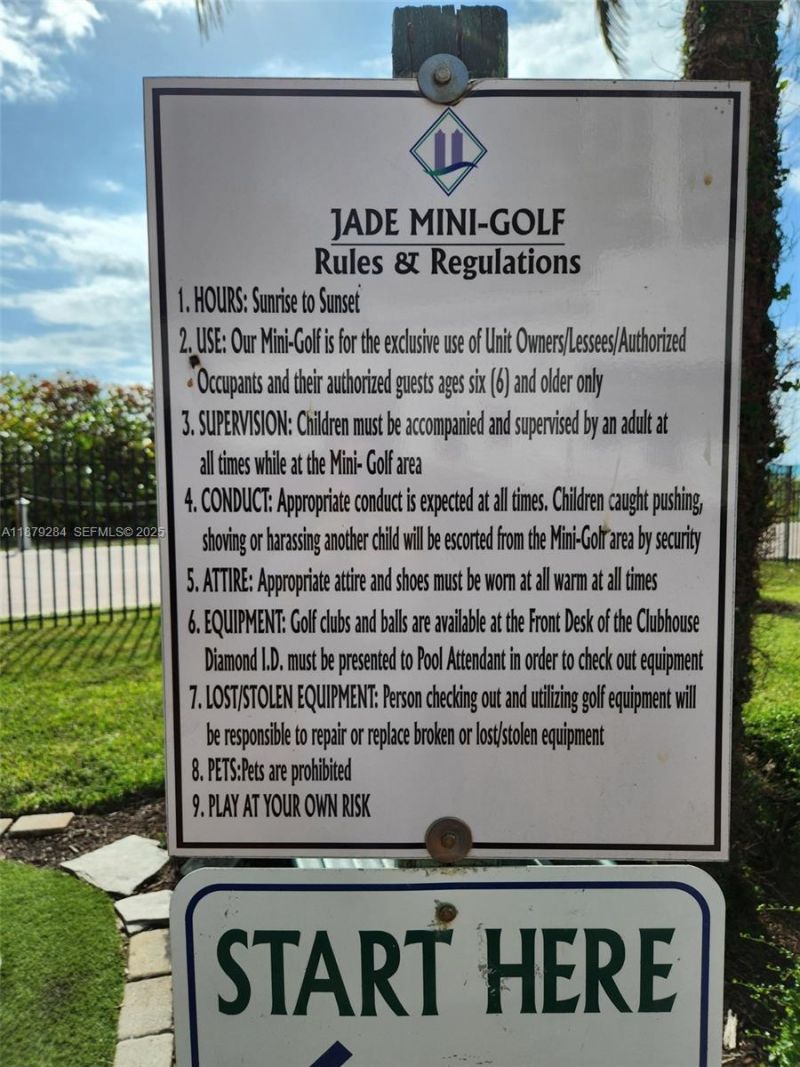 JADE MINI-GOLF
Rules & Regulations
1. HOURS: Sunrise to Sunset
2. USE: Our Mini-Golf is for the exclusive use of Unit Owners/Lessees/Authorized
Occupants and their authorized guests ages six (6) and older only
3. SUPERVISION: Children must be accompanied and supervised by an adult at
all times while at the Mini- Golf area
4. CONDUCT: Appropriate conduct is expected at all times. Children caught pushing,
shoving or harassing another child will be escorted from the Mini-Golf area by security
5. ATTIRE: Appropriate attire and shoes must be worn at all warm at all times
6. EQUIPMENT: Golf clubs and balls are available at the Front Desk of the Clubhouse
Diamond I.D. must be presented to Pool Attendant in order to check out equipment
7. LOST/STOLEN EQUIPMENT: Person checking out and utilizing golf equipment will
be responsible to repair or replace broken or lost/stolen equipment
8. PETS:Pets are prohibited
9. PLAY AT YOUR OWN RISK
START HERE
A11879284 SEFMLS© 2025